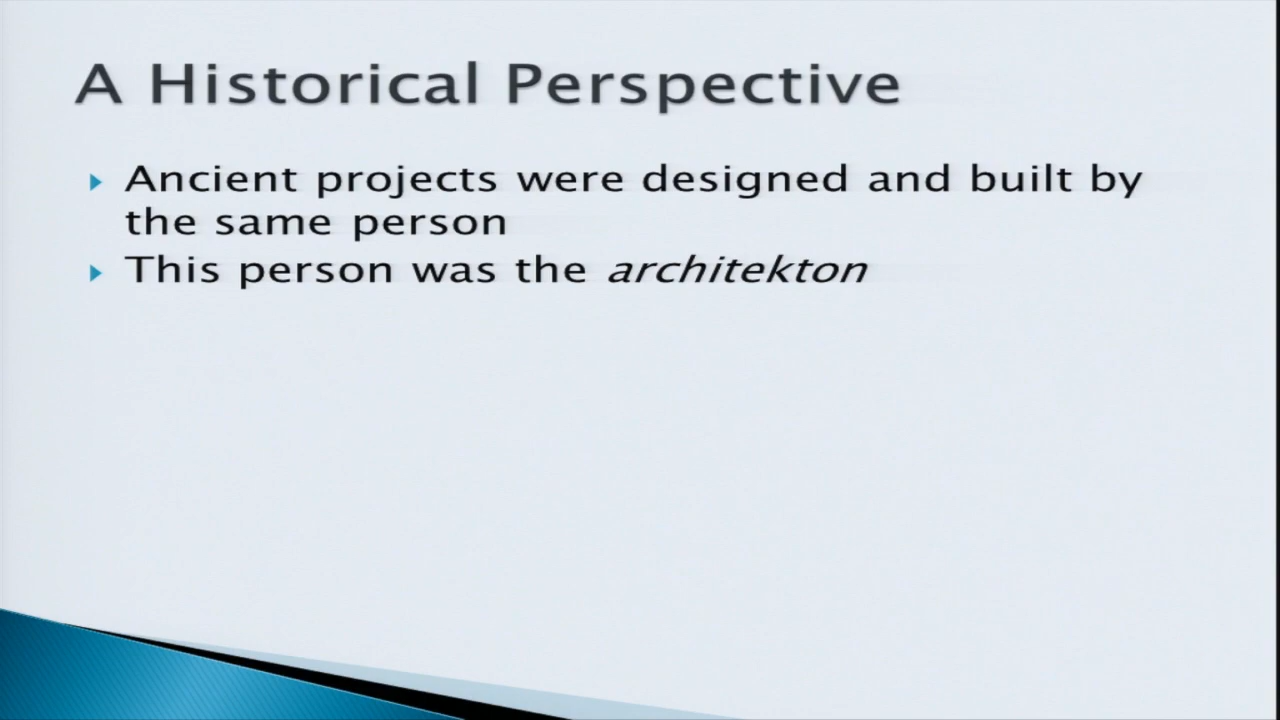 A Historical Perspective
Ancient projects were designed and built by
the same person
This person was the architekton